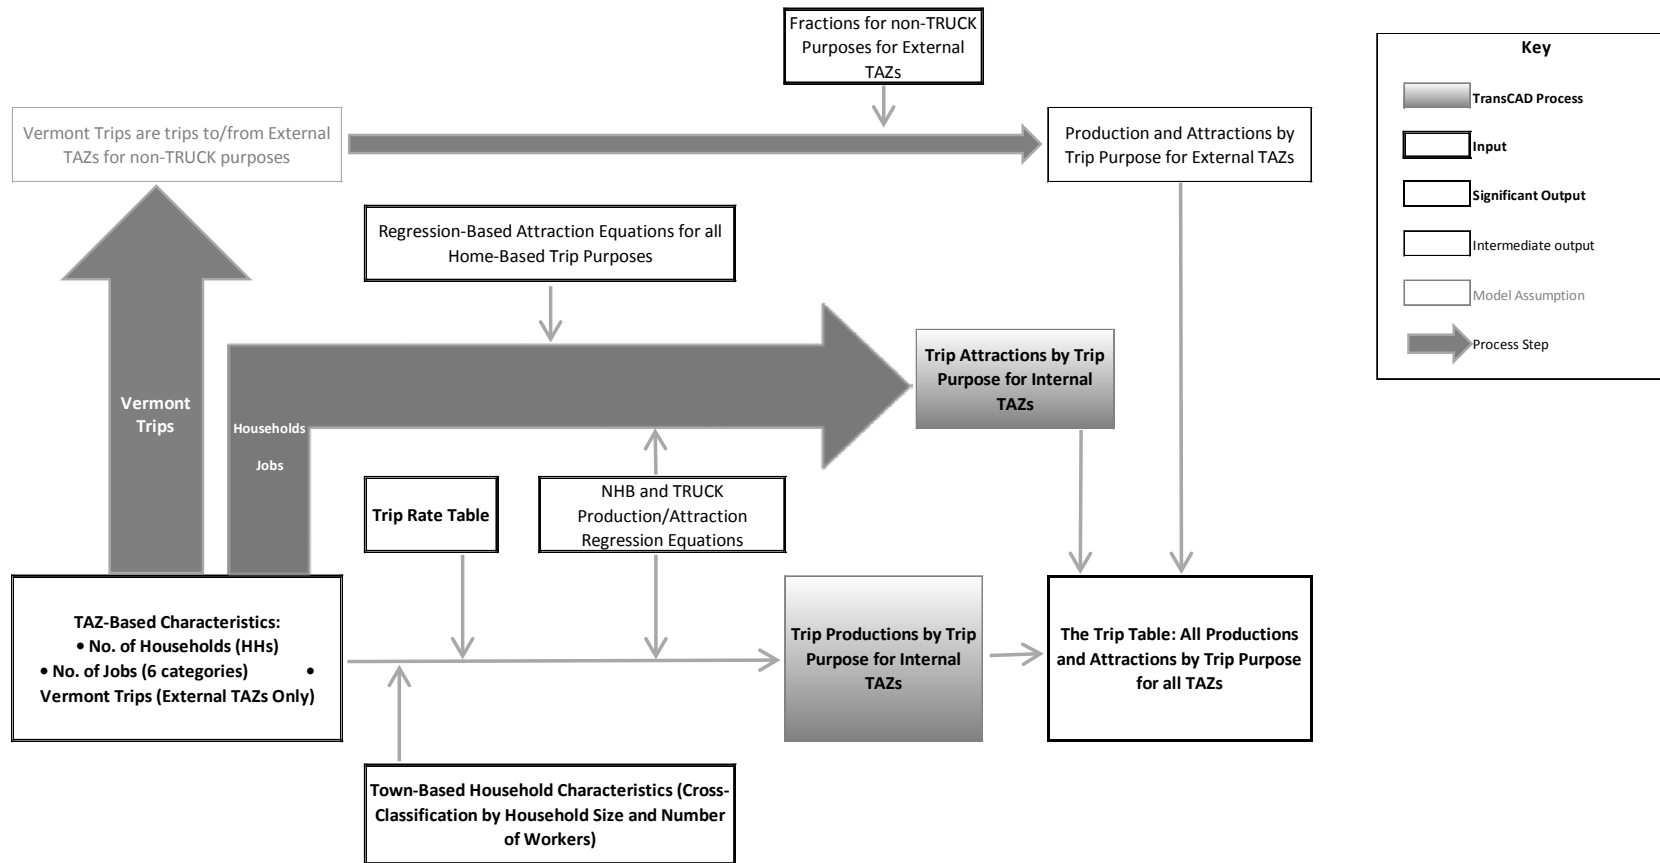 Fractions for non-TRUCK
Purposes for External
TAZs
Key
TransCAD Process
Input
Significant Output
Intermediate output
Model Assumption
Process Step
Vermont Trips are trips to/from External
TAZs for non-TRUCK purposes
Production and Attractions by
Trip Purpose for External TAZs
Regression-Based Attraction Equations for all
Home-Based Trip Purposes
Vermont
Trips
Households
Jobs
Trip Attractions by Trip
Purpose for Internal
TAZs
Trip Rate Table
NHB and TRUCK
Production/Attraction
Regression Equations
TAZ-Based Characteristics:
• No. of Households (HHs)
• No. of Jobs (6 categories) •
Vermont Trips (External TAZs Only)
Trip Productions by Trip
Purpose for Internal
TAZs
The Trip Table: All Productions
and Attractions by Trip Purpose
for all TAZs
Town-Based Household Characteristics (Cross-
Classification by Household Size and Number
of Workers)